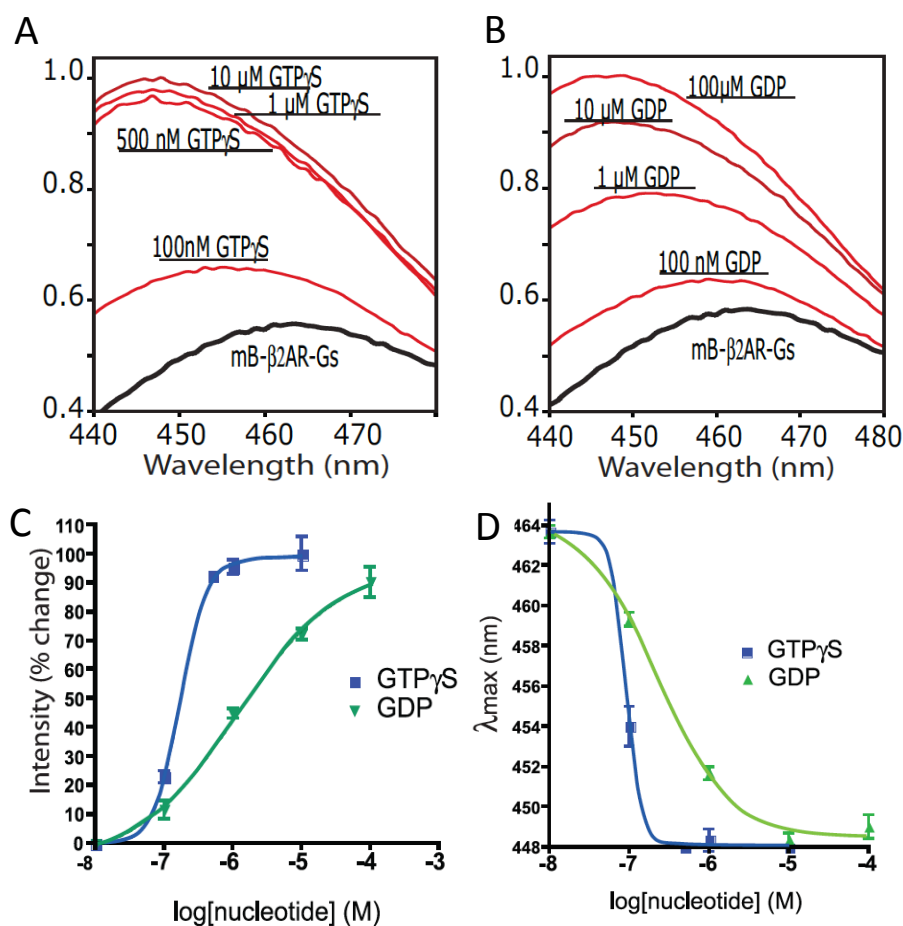 A
1.0
0.8
0.6
0.4
10 μM GTPγS
1 μM GTPγS
500 nM GTPγS
100nM GTPγS
mB-β2AR-Gs
440 450 460 470
Wavelength (nm)
B
1.0
0.8
0.6
0.4
100μM GDP
10 μM GDP
1 μM GDP
100 nM GDP
mB-β2AR-Gs
440 450 460 470 480
Wavelength (nm)
C
Intensity (% change)
110
100
90
80
70
60
50
40
30
20
10
0
GTPγS
GDP
-8 -7 -6 -5 -4 -3
log[nucleotide] (M)
D
λmax (nm)
464
462
460
458
456
454
452
450
448
GTPγS
GDP
-8 -7 -6 -5 -4
log[nucleotide] (M)